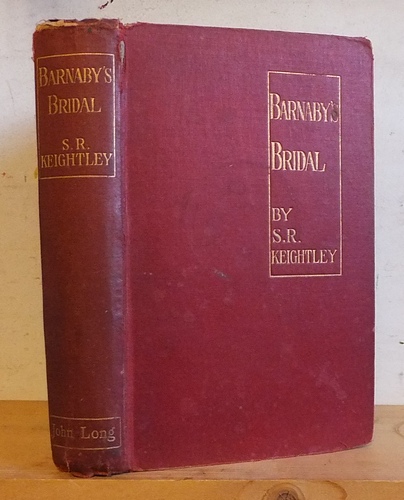 BARNABY'S
BRIDAL
S. R.
KEIGHTLEY
John Long
BARNABY'S
BRIDAL
BY
S.R.
KEIGHTLEY